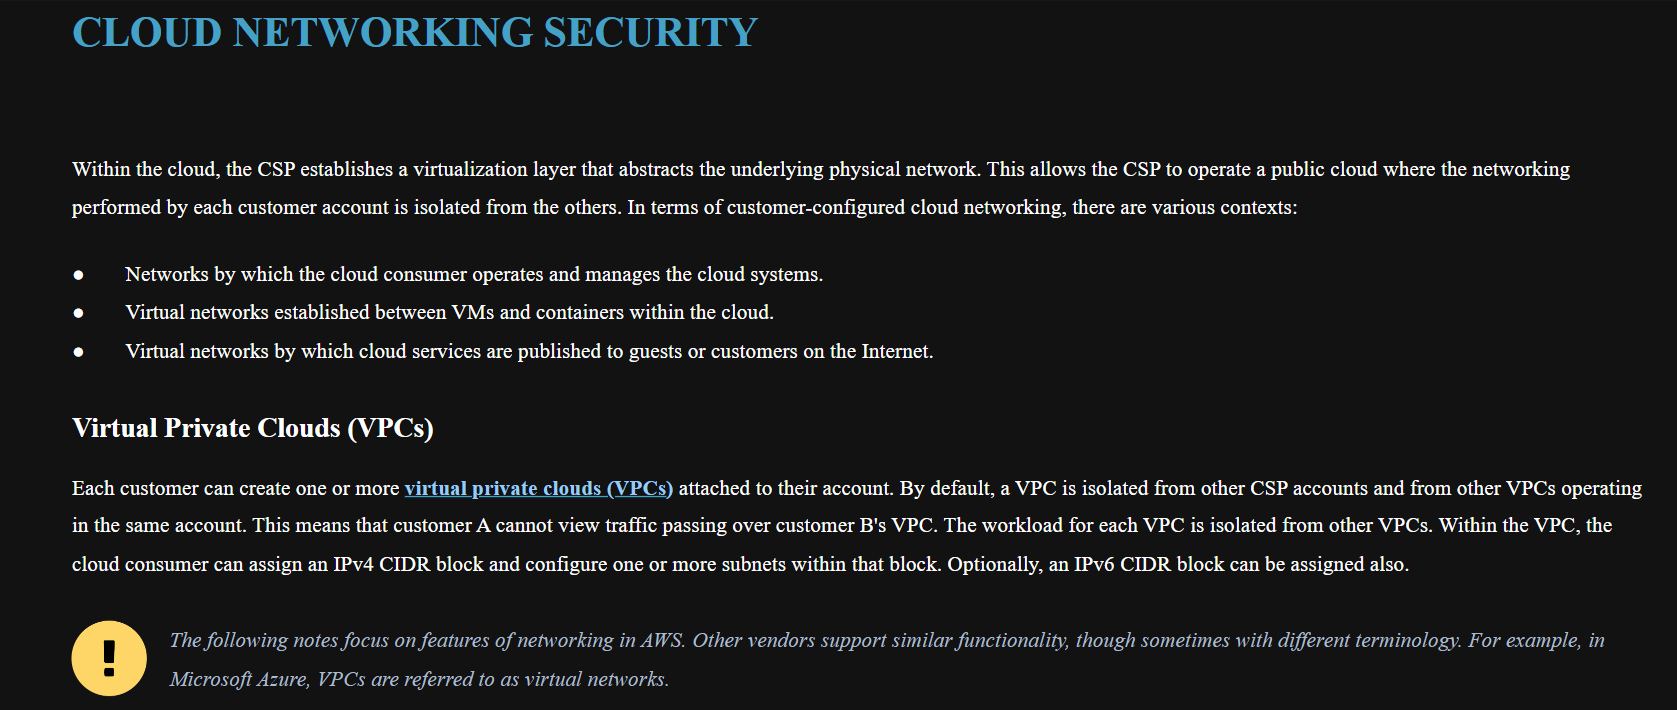 CLOUD NETWORKING SECURITY
Within the cloud, the CSP establishes a virtualization layer that abstracts the underlying physical network. This allows the CSP to operate a public cloud where the networking
performed by each customer account is isolated from the others. In terms of customer-configured cloud networking, there are various contexts:
● Networks by which the cloud consumer operates and manages the cloud systems.
● Virtual networks established between VMs and containers within the cloud.
● Virtual networks by which cloud services are published to guests or customers on the Internet.
Virtual Private Clouds (VPCs)
Each customer can create one or more virtual private clouds (VPCs) attached to their account. By default, a VPC is isolated from other CSP accounts and from other VPCs operating
in the same account. This means that customer A cannot view traffic passing over customer B's VPC. The workload for each VPC is isolated from other VPCs. Within the VPC, the
cloud consumer can assign an IPv4 CIDR block and configure one or more subnets within that block. Optionally, an IPv6 CIDR block can be assigned also.
The following notes focus on features of networking in AWS. Other vendors support similar functionality, though sometimes with different terminology. For example, in
Microsoft Azure, VPCs are referred to as virtual networks.